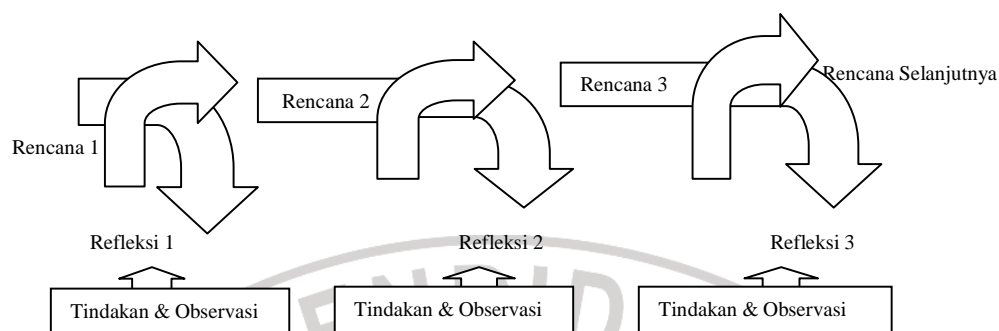 Rencana 1
Rencana 2
Rencana 3
Rencana Selanjutnya
Refleksi 1
Refleksi 2
Refleksi 3
Tindakan & Observasi
Tindakan & Observasi
Tindakan & Observasi